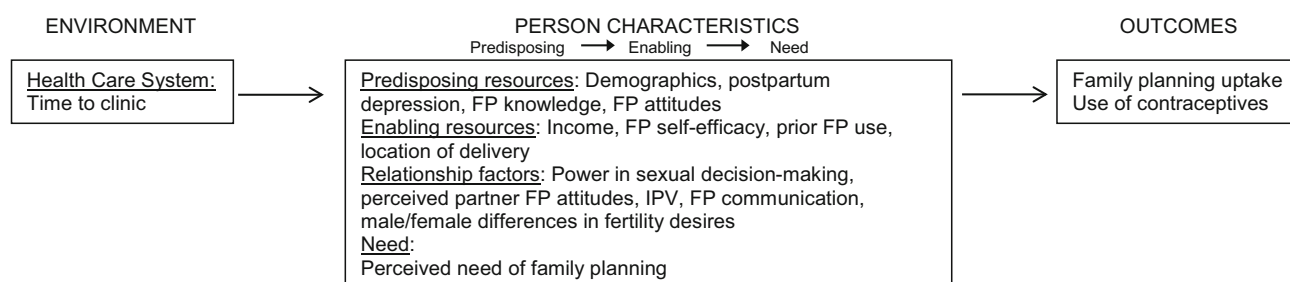 ENVIRONMENT
PERSON CHARACTERISTICS
OUTCOMES
Predisposing Enabling Need
Health Care System:
Time to clinic
Predisposing resources: Demographics, postpartum
depression, FP knowledge, FP attitudes
Enabling resources: Income, FP self-efficacy, prior FP use,
location of delivery
Relationship factors: Power in sexual decision-making,
perceived partner FP attitudes, IPV, FP communication,
male/female differences in fertility desires
Need:
Perceived need of family planning
Family planning uptake
Use of contraceptives